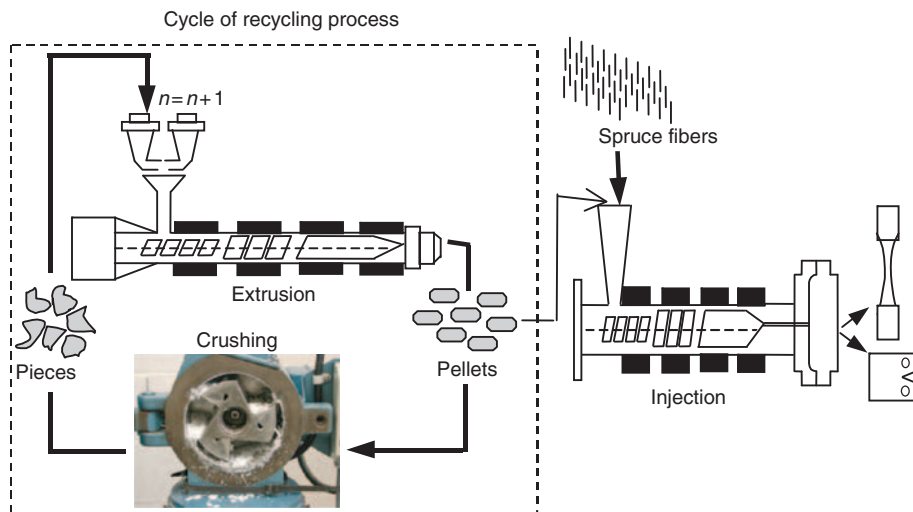 Cycle of recycling process
n=n+1
Spruce fibers
Extrusion
Crushing
Pieces
Pellets
Injection